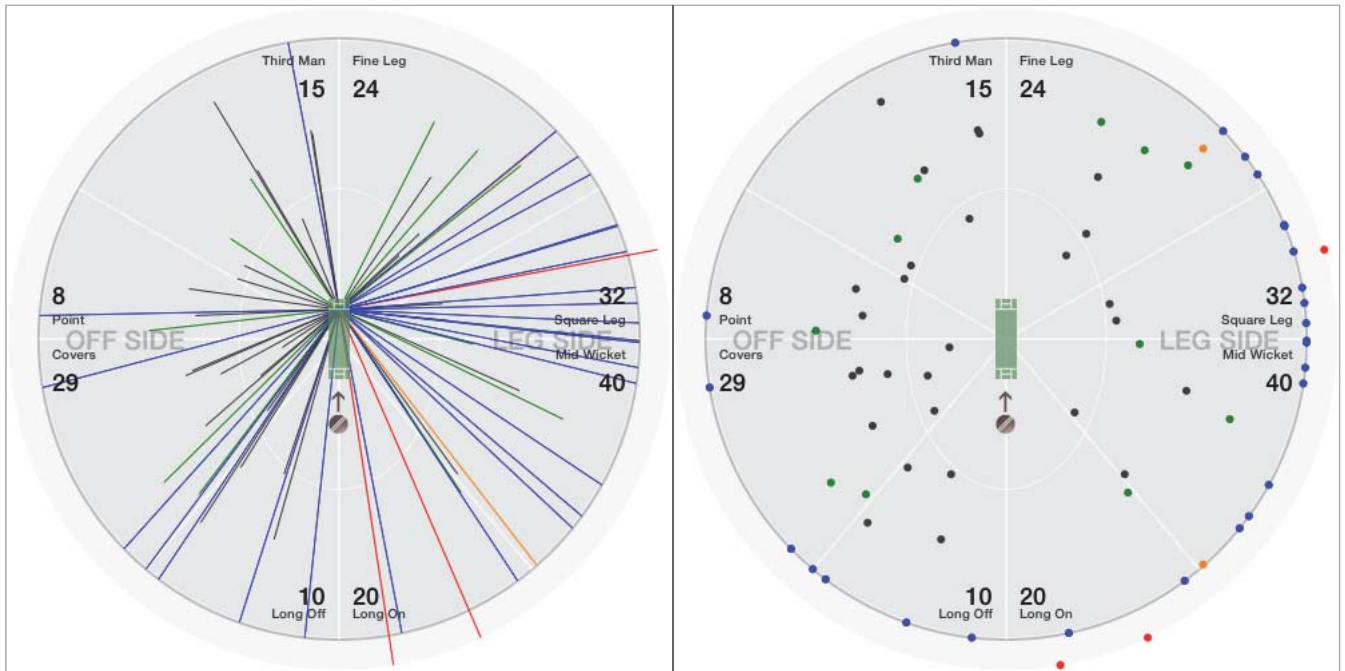 Third Man Fine Leg
15 24
8 32
Point Square Leg
OFF SIDE LEG SIDE
Covers Mid Wicket
29 40
10 20
Long Off Long On
Third Man Fine Leg
15 24
8 32
Point Square Leg
OFF SIDE LEG SIDE
Covers Mid Wicket
29 40
10 20
Long Off Long On